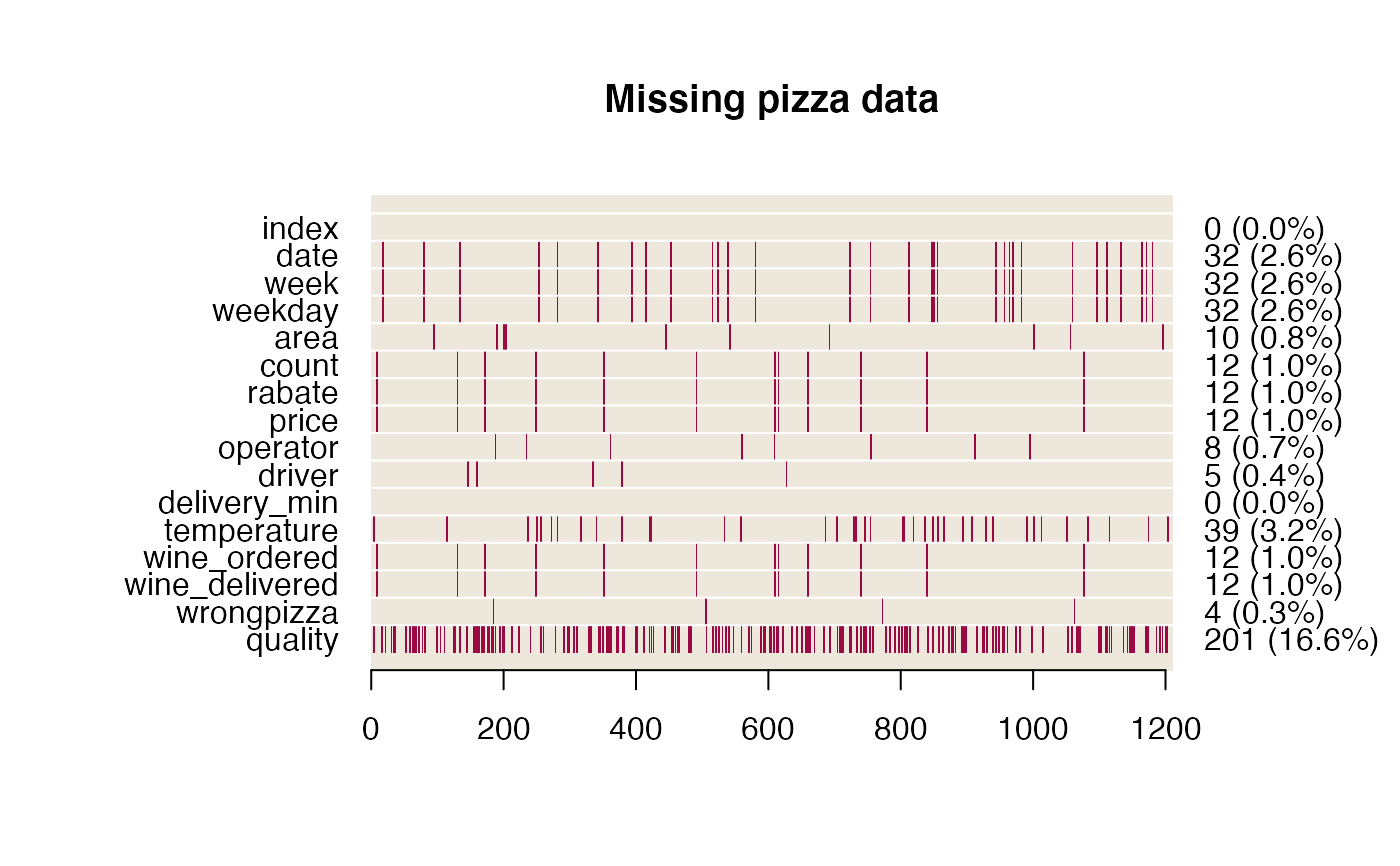 Missing pizza data
index 0 (0.0%)
date 32 (2.6%)
week 32 (2.6%)
weekday 32 (2.6%)
area 10 (0.8%)
count 12 (1.0%)
rabate 12 (1.0%)
price 12 (1.0%)
operator 8 (0.7%)
driver 5 (0.4%)
delivery_min 0 (0.0%)
temperature 39 (3.2%)
wine_ordered 12 (1.0%)
wine_delivered 12 (1.0%)
wrongpizza 4 (0.3%)
quality 201 (16.6%)
0 200 400 600 800 1000 1200